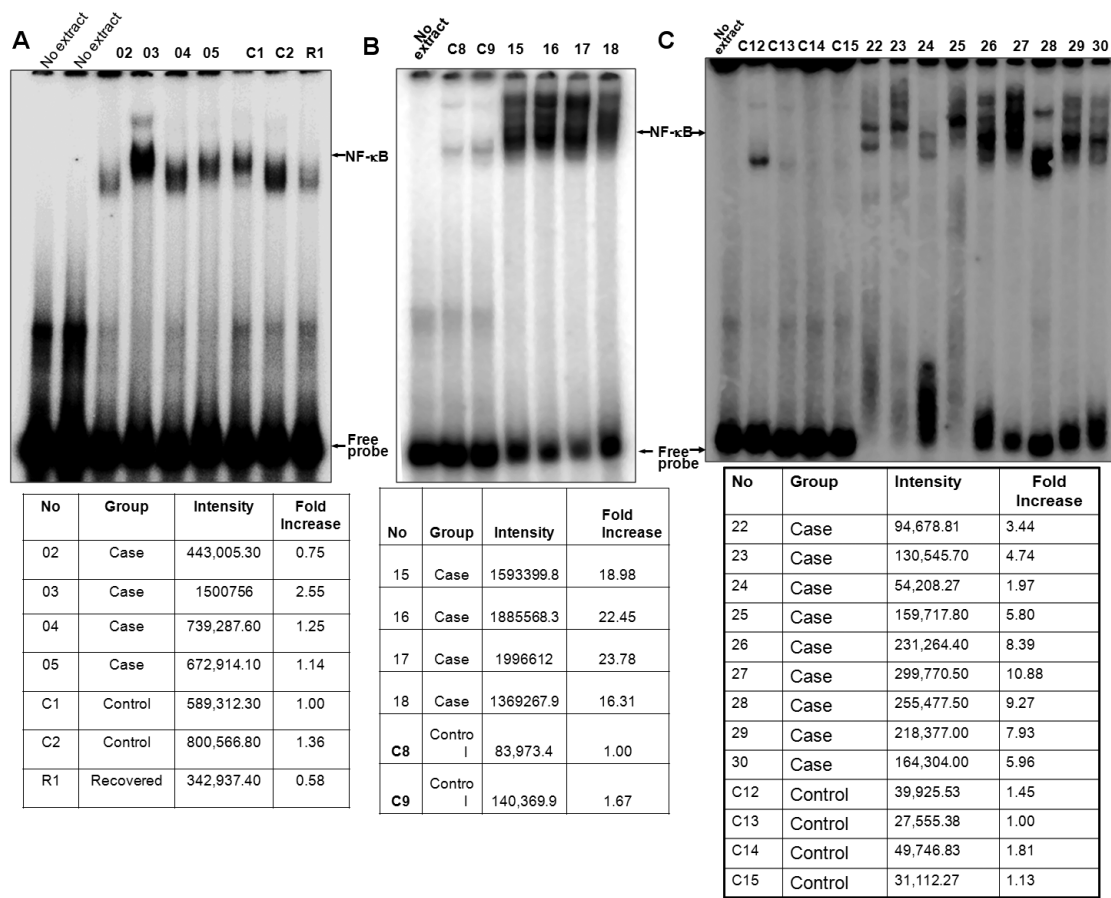 A
No extract
No extract
02 03 04 05 C1 C2 R1
NF-κB
Free
probe
No Group Intensity Fold
Increase
02 Case 443,005.30 0.75
03 Case 1500756 2.55
04 Case 739,287.60 1.25
05 Case 672,914.10 1.14
C1 Control 589,312.30 1.00
C2 Control 800,566.80 1.36
R1 Recovered 342,937.40 0.58
B
No
extract
C8 C9 15 16 17 18
NF-κB
Free
probe
No Group Intensity Fold
Increase
15 Case 1593399.8 18.98
16 Case 1885568.3 22.45
17 Case 1996612 23.78
18 Case 1369267.9 16.31
C8 Contro
l 83,973.4 1.00
C9 Contro
l 140,369.9 1.67
C
No
extract
C12 C13 C14 C15 22 23 24 25 26 27 28 29 30
No Group Intensity Fold
Increase
22 Case 94,678.81 3.44
23 Case 130,545.70 4.74
24 Case 54,208.27 1.97
25 Case 159,717.80 5.80
26 Case 231,264.40 8.39
27 Case 299,770.50 10.88
28 Case 255,477.50 9.27
29 Case 218,377.00 7.93
30 Case 164,304.00 5.96
C12 Control 39,925.53 1.45
C13 Control 27,555.38 1.00
C14 Control 49,746.83 1.81
C15 Control 31,112.27 1.13